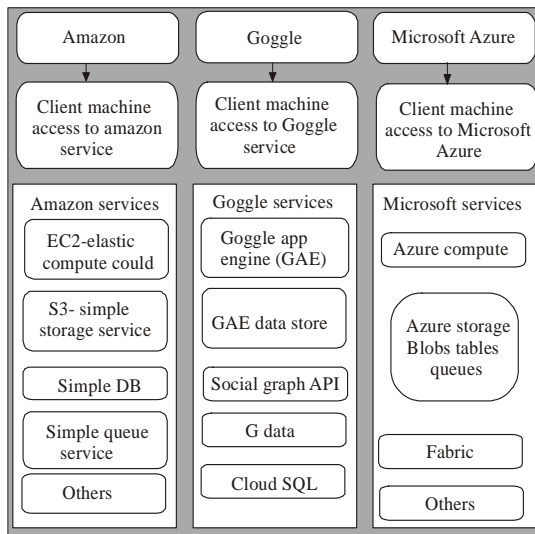 Amazon
Client machine
access to amazon
service
Amazon services
EC2-elastic
compute could
S3- simple
storage service
Simple DB
Simple queue
service
Others
Goggle
Client machine
access to Goggle
service
Goggle services
Goggle app
engine (GAE)
GAE data store
Social graph API
G data
Cloud SQL
Microsoft Azure
Client machine
access to Microsoft
Azure
Microsoft services
Azure compute
Azure storage
Blobs tables
queues
Fabric
Others